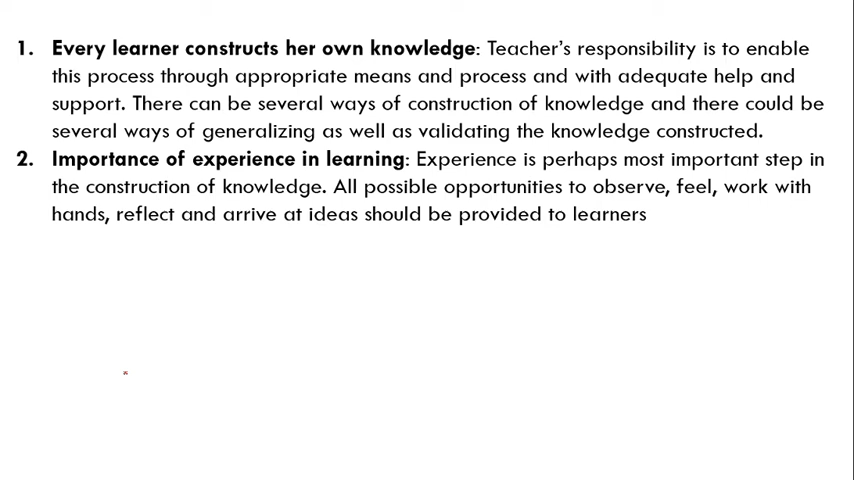 1. Every learner constructs her own knowledge: Teacher’s responsibility is to enable
this process through appropriate means and process and with adequate help and
support. There can be several ways of construction of knowledge and there could be
several ways of generalizing as well as validating the knowledge constructed.
2. Importance of experience in learning: Experience is perhaps most important step in
the construction of knowledge. All possible opportunities to observe, feel, work with
hands, reflect and arrive at ideas should be provided to learners